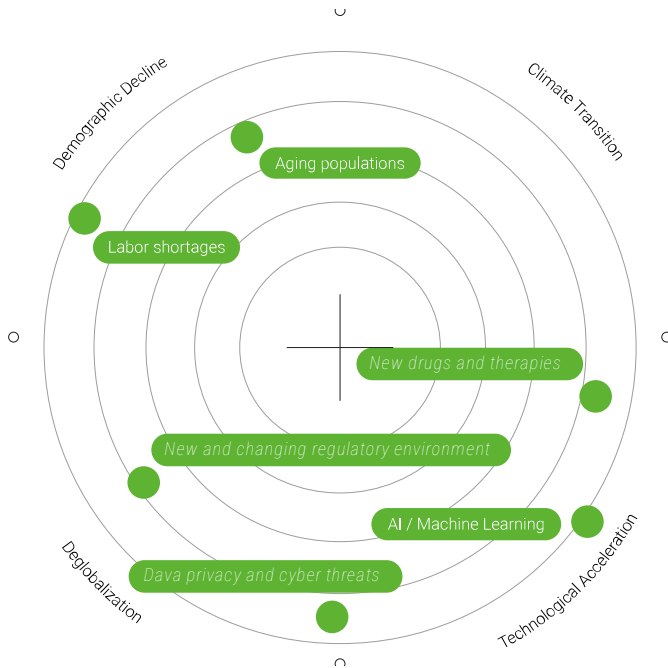 Demographic Decline
Climate Transition
Aging populations
Labor shortages
New drugs and therapies
New and changing regulatory environment
AI / Machine Learning
Dava privacy and cyber threats
Deglobalization
Technological Acceleration